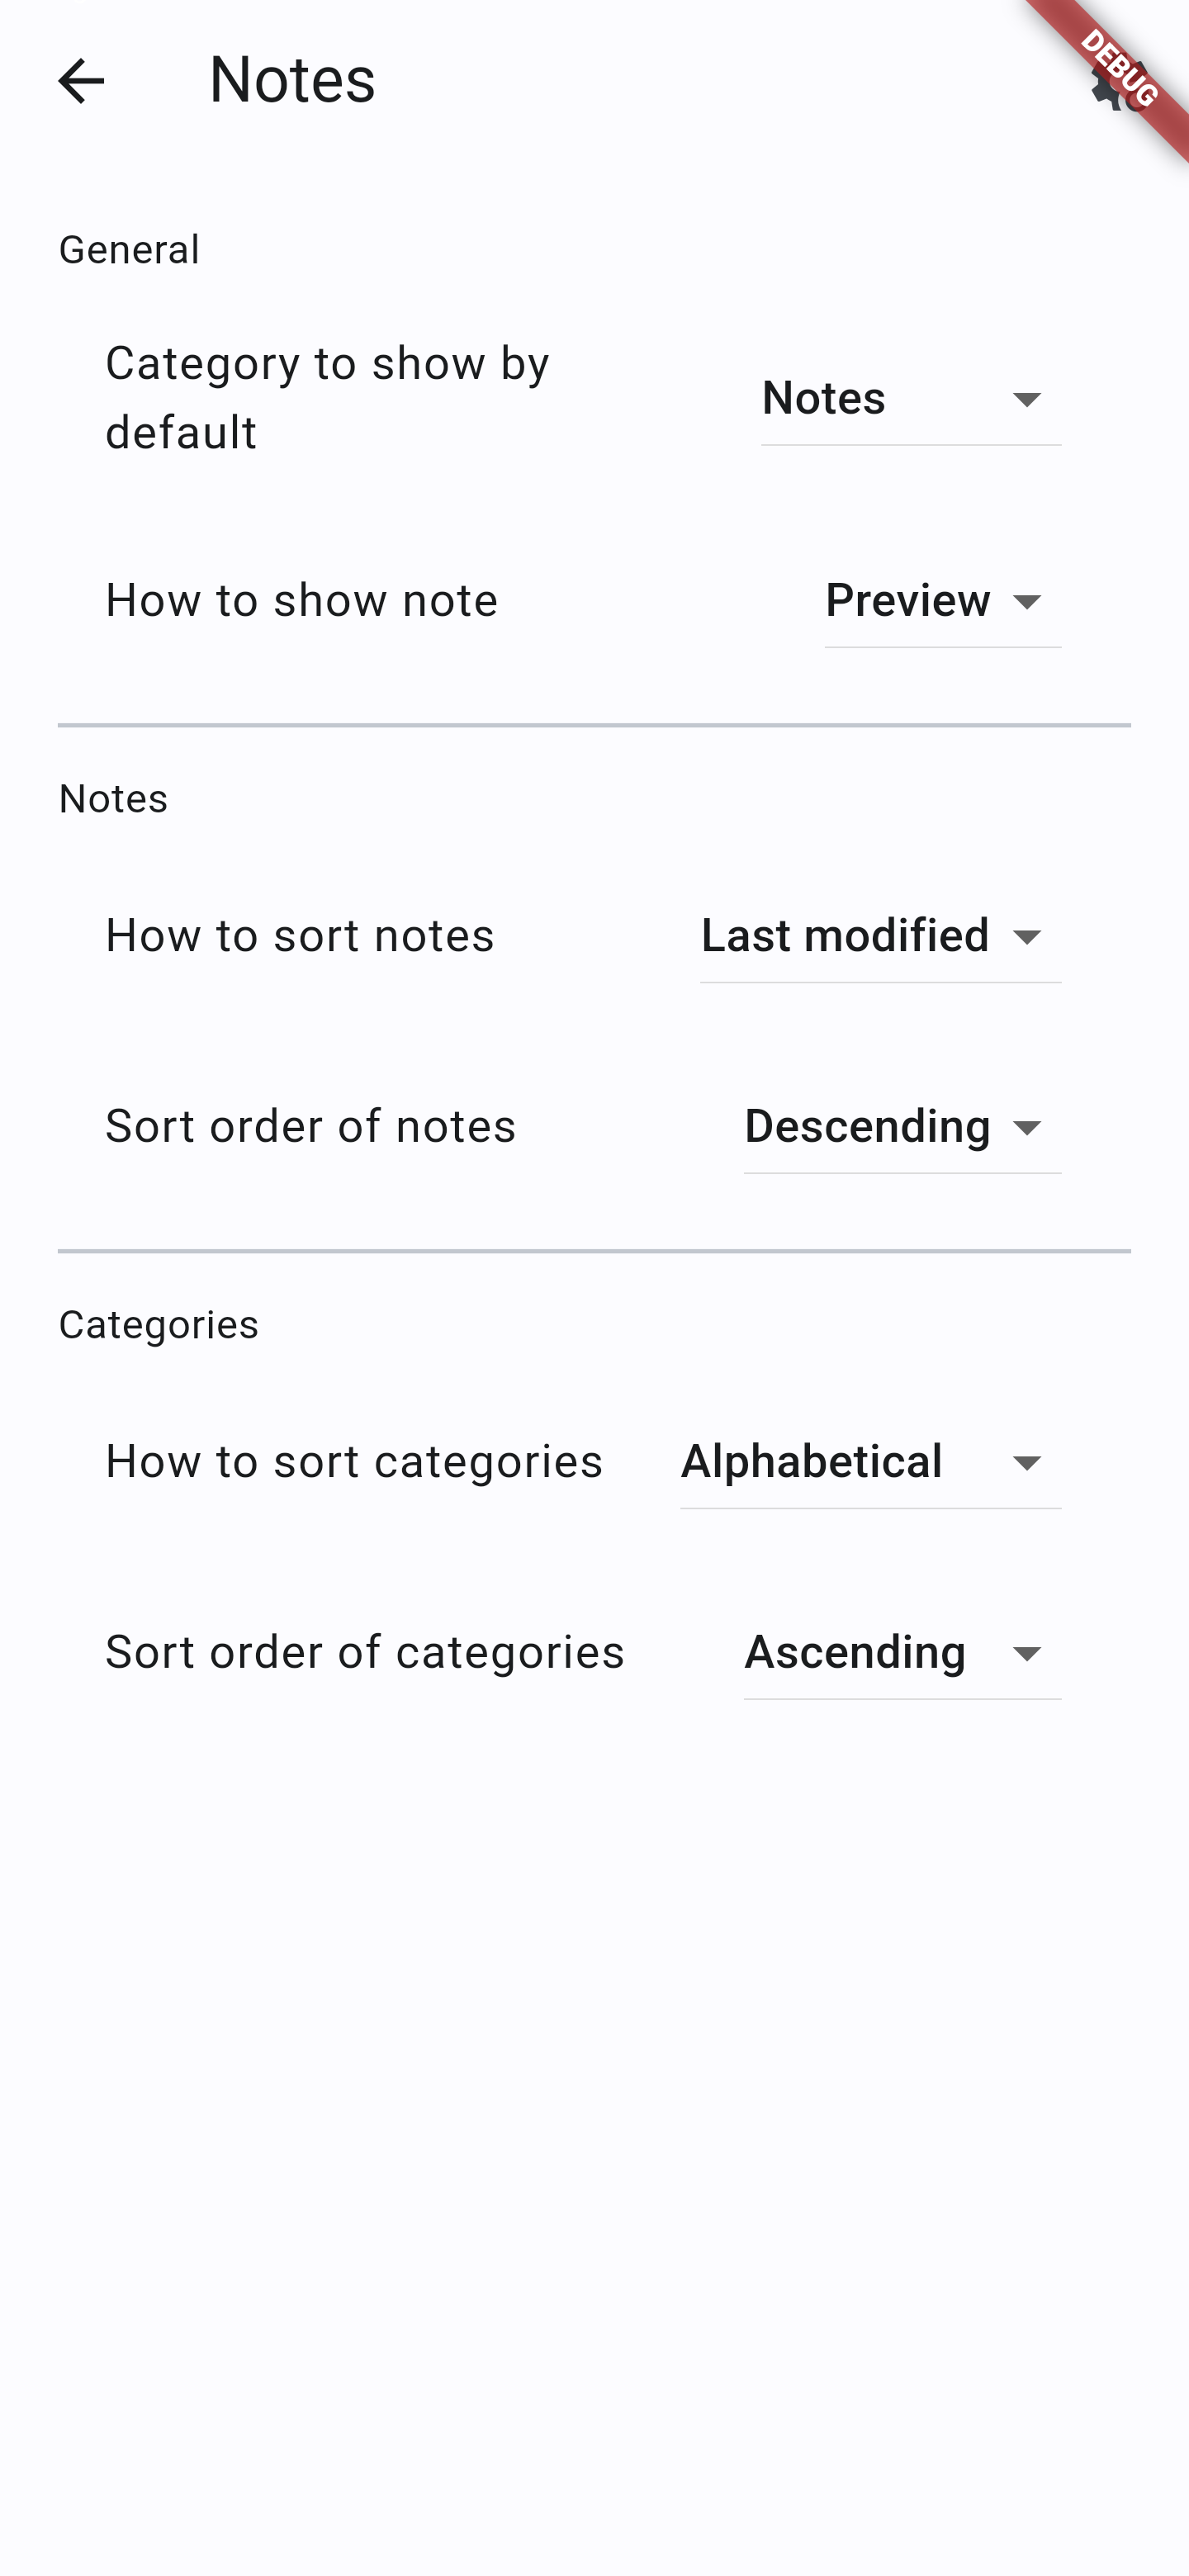 Notes
DEBUG
General
Category to show by
default
Notes
How to show note
Preview
Notes
How to sort notes
Last modified
Sort order of notes
Descending
Categories
How to sort categories
Alphabetical
Sort order of categories
Ascending